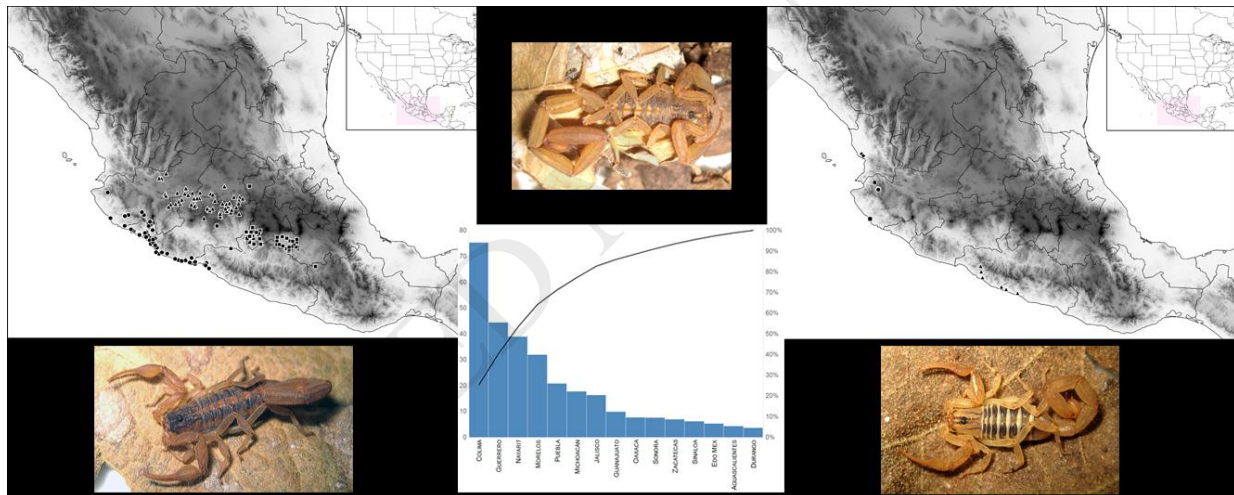 80
70
60
50
40
30
20
10
0
100%
90%
80%
70%
60%
50%
40%
30%
20%
10%
0%
COLIMA
GUERRERO
NAYARIT
MORELOS
PUEBLA
MICHOACÁN
JALISCO
GUANAJUATO
OAXACA
SONORA
ZACATECAS
SINALOA
EDO MEX
AGUASCALIENTES
DURANGO